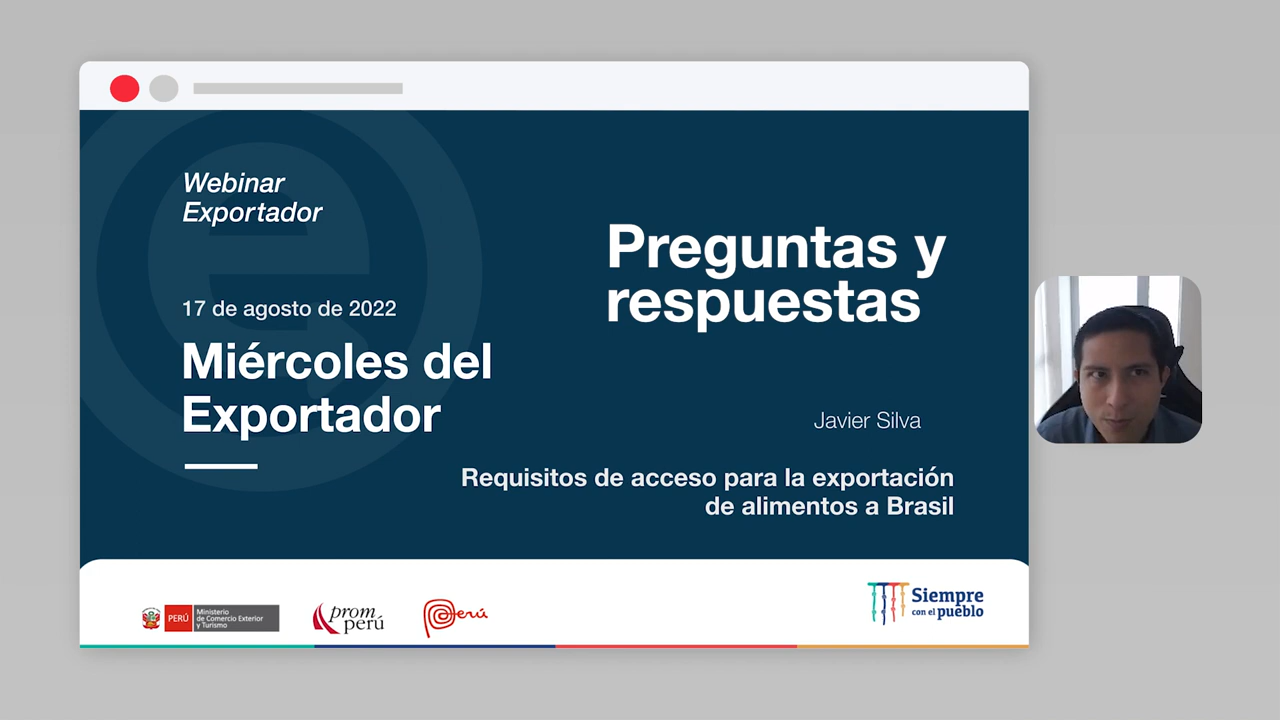 Webinar
Exportador
17 de agosto de 2022
Miércoles del
Exportador
Preguntas y
respuestas
Javier Silva
Requisitos de acceso para la exportación
de alimentos a Brasil
PERÚ
Ministerio
de Comercio Exterior
y Turismo
prom
perú
Perú
Siempre
con el pueblo